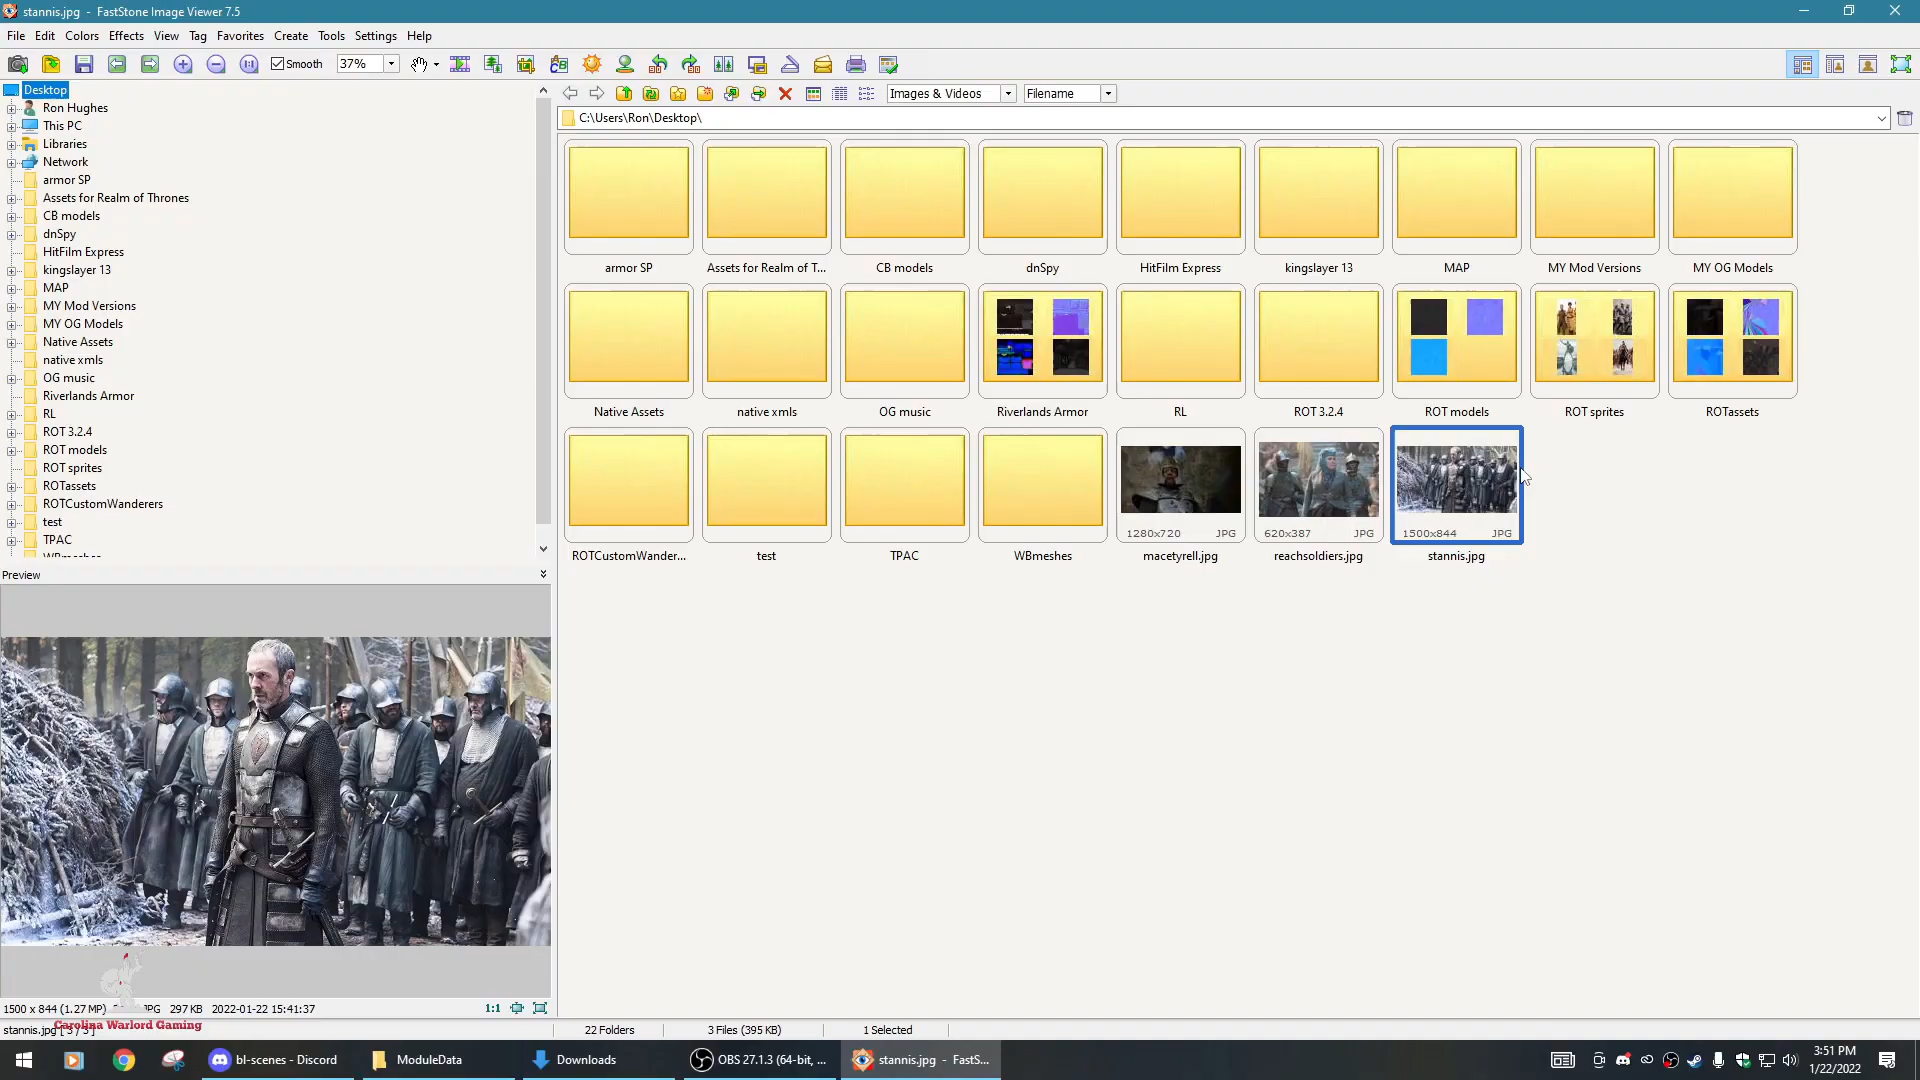 stannis.jpg - FastStone Image Viewer 7.5
File Edit Colors Effects View Tag Favorites Create Tools Settings Help
Smooth 37%
Images & Videos Filename
C:\Users\Ron\Desktop\
Desktop
Ron Hughes
This PC
Libraries
Network
armor SP
Assets for Realm of Thrones
CB models
dnSpy
HitFilm Express
kingslayer 13
MAP
MY Mod Versions
MY OG Models
Native Assets
native xmls
OG music
Riverlands Armor
RL
ROT 3.2.4
ROT models
ROT sprites
ROTassets
ROTCustomWanderers
test
TPAC
WBmeshes
armor SP Assets for Realm of T... CB models dnSpy HitFilm Express kingslayer 13 MAP MY Mod Versions MY OG Models
Native Assets native xmls OG music Riverlands Armor RL ROT 3.2.4 ROT models ROT sprites ROTassets
1280x720 JPG 620x387 JPG 1500x844 JPG
ROTCustomWander... test TPAC WBmeshes macetyrell.jpg reachsoldiers.jpg stannis.jpg
Preview
1500 x 844 (1.27 MP) JPG 297 KB 2022-01-22 15:41:37 1:1
Carolina Warlord Gaming
stannis.jpg [ 3 / 3 ] 22 Folders 3 Files (395 KB) 1 Selected
bl-scenes - Discord ModuleData Downloads OBS 27.1.3 (64-bit, ... stannis.jpg - FastS...
3:51 PM
1/22/2022